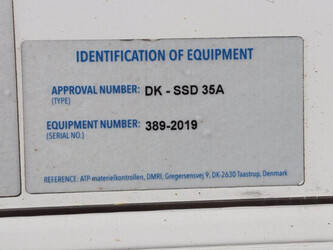 IDENTIFICATION OF EQUIPMENT
APPROVAL NUMBER: DK - SSD 35A
(TYPE)
EQUIPMENT NUMBER: 389-2019
(SERIAL NO.)
REFERENCE: ATP-materielkontrollen, DMRI, Gregersensvej 9, DK-2630 Taastrup, Denmark